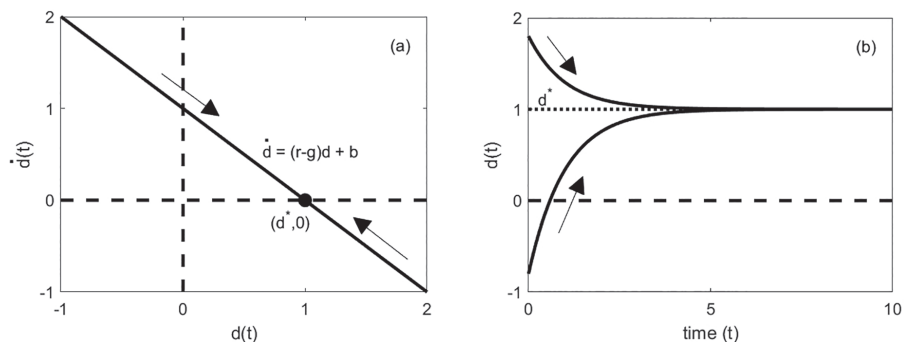 2
(a)
1
ḋ(t)
ḋ = (r-g)d + b
0
(d*,0)
-1
-1
0
1
2
d(t)
2
(b)
d*
1
d(t)
0
-1
0
5
10
time (t)